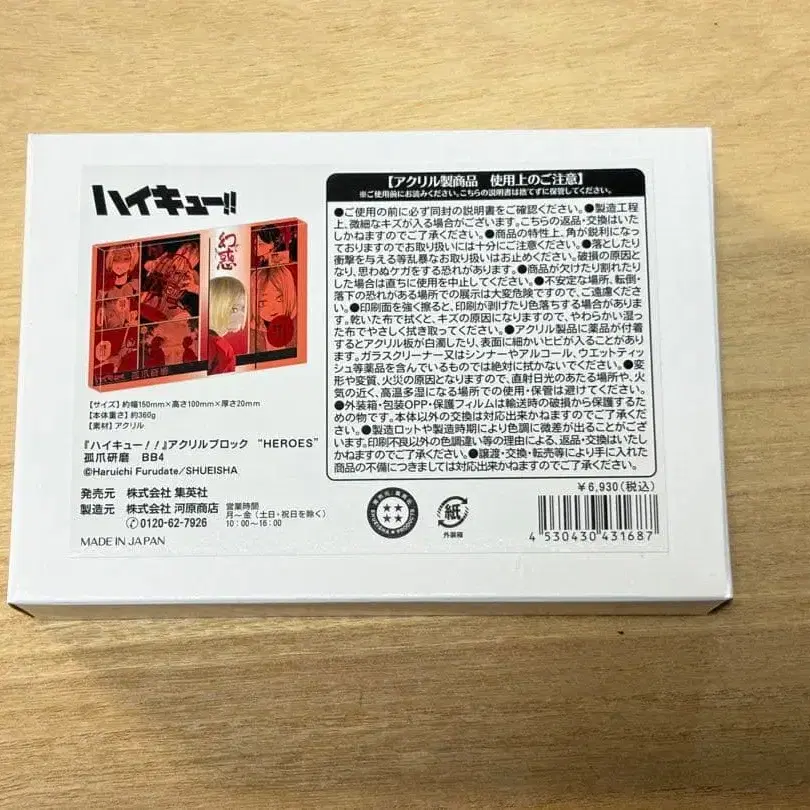 ハイキュー!!
幻惑
孤爪研磨
【サイズ】約幅150mm×高さ100mm×厚さ20mm
【本体重さ】約360g
【素材】アクリル
『ハイキュー!!』アクリルブロック “HEROES”
孤爪研磨 BB4
©Haruichi Furudate/SHUEISHA
発売元 株式会社 集英社
製造元 株式会社 河原商店
✆0120-62-7926
営業時間
月〜金(土日・祝日を除く)
10:00〜16:00
MADE IN JAPAN
【アクリル製商品 使用上のご注意】
※ご使用前にお読みください。こちらの説明書は捨てずに保管してください。
●ご使用の前に必ず同封の説明書をご確認ください。●製造工程
上、微細なキズが入る場合がございます。こちらの返品・交換はいた
しかねますのでご了承ください。●商品の特性上、角が鋭利になっ
ておりますのでお取り扱いには十分にご注意ください。●落としたり
衝撃を与える等乱暴なお取り扱いはお止めください。破損の原因と
なり、思わぬケガをする恐れがあります。●商品が欠けたり割れたり
した場合は直ちに使用を中止してください。●不安定な場所、転倒・
落下の恐れがある場所での展示は大変危険ですので、ご遠慮くださ
い。●印刷面を強く擦ると、印刷が剥げたり色落ちする場合がありま
す。乾いた布で拭くと、キズの原因になりますので、やわらかい湿っ
た布でやさしく拭き取ってください。●アクリル製品に薬品が付着
するとアクリル板が白濁したり、表面に細かいヒビが入ることがあり
ます。ガラスクリーナー又はシンナーやアルコール、ウエットティッ
シュ等薬品を含んでいるものでは絶対に拭かないでください。●変
形や変質、火災の原因となりますので、直射日光のあたる場所や、火
気の近く、高温多湿になる場所での使用・保管は避けてください。
●外装箱・包装OPP・保護フィルムは輸送時の破損から保護するた
めの物です。本体以外の交換は対応出来かねますのでご了承くださ
い。●製造ロットや製造時期により色調に微差が出ることがござ
います。印刷不良以外の色調違い等の理由による、返品・交換はいたし
かねますのでご了承ください。●譲渡・交換・転売等により手に入れた
商品の不備につきましては対応出来かねますのでご了承ください。
¥6,930(税込)
紙
外装箱
4 530430 431687